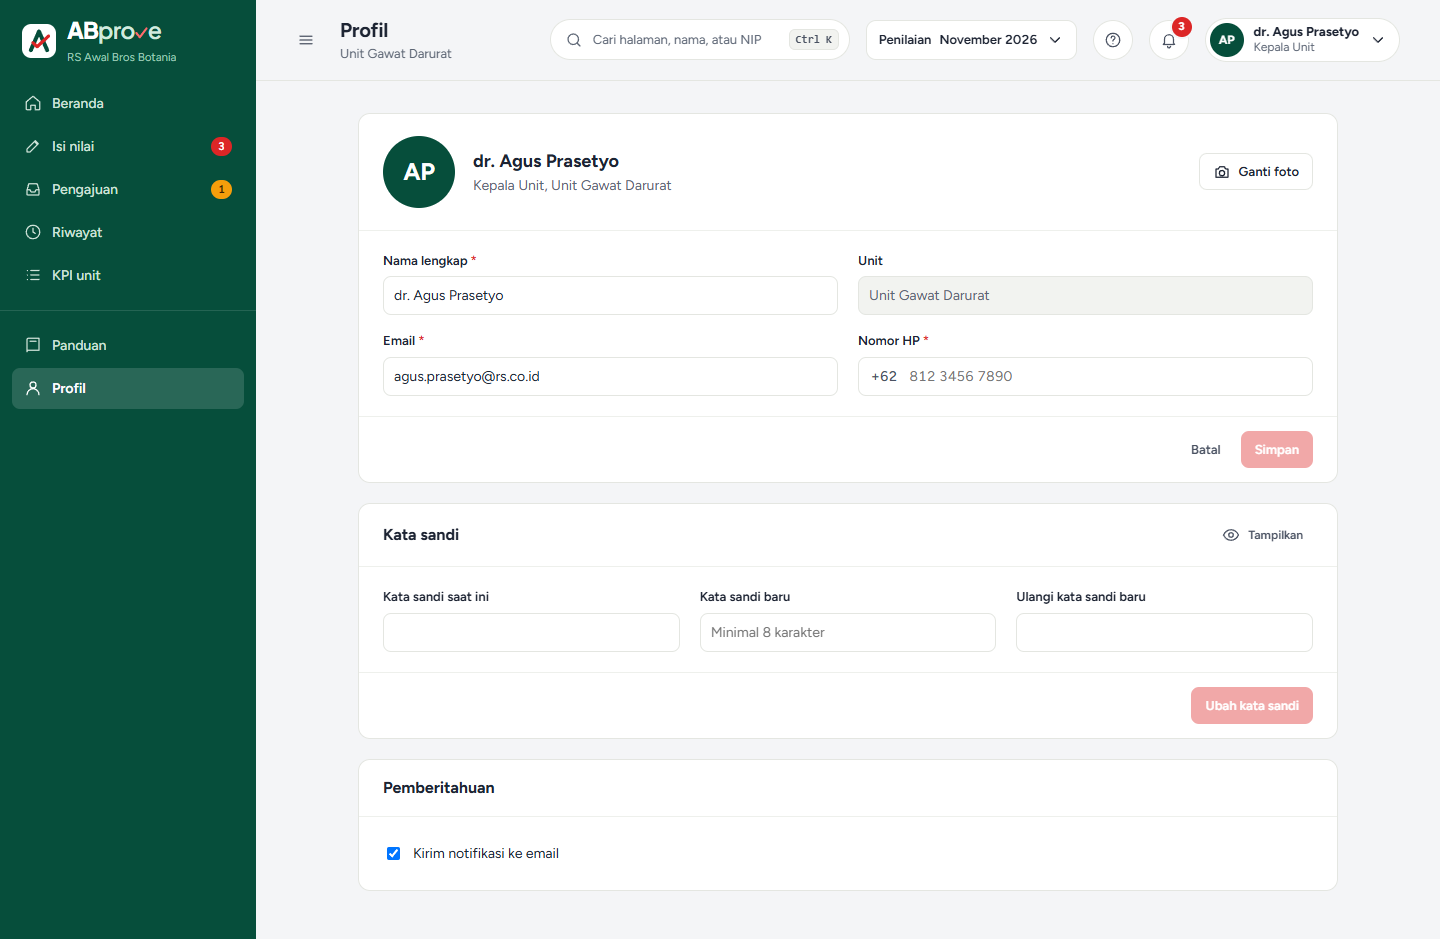 ABprove
RS Awal Bros Botania
Beranda
Isi nilai 3
Pengajuan 1
Riwayat
KPI unit
Panduan
Profil
Profil
Unit Gawat Darurat
Cari halaman, nama, atau NIP Ctrl K
Penilaian November 2026
3
AP
dr. Agus Prasetyo
Kepala Unit
AP
dr. Agus Prasetyo
Kepala Unit, Unit Gawat Darurat
Ganti foto
Nama lengkap *
dr. Agus Prasetyo
Unit
Unit Gawat Darurat
Email *
agus.prasetyo@rs.co.id
Nomor HP *
+62 812 3456 7890
Batal
Simpan
Kata sandi
Tampilkan
Kata sandi saat ini
Kata sandi baru
Minimal 8 karakter
Ulangi kata sandi baru
Ubah kata sandi
Pemberitahuan
Kirim notifikasi ke email